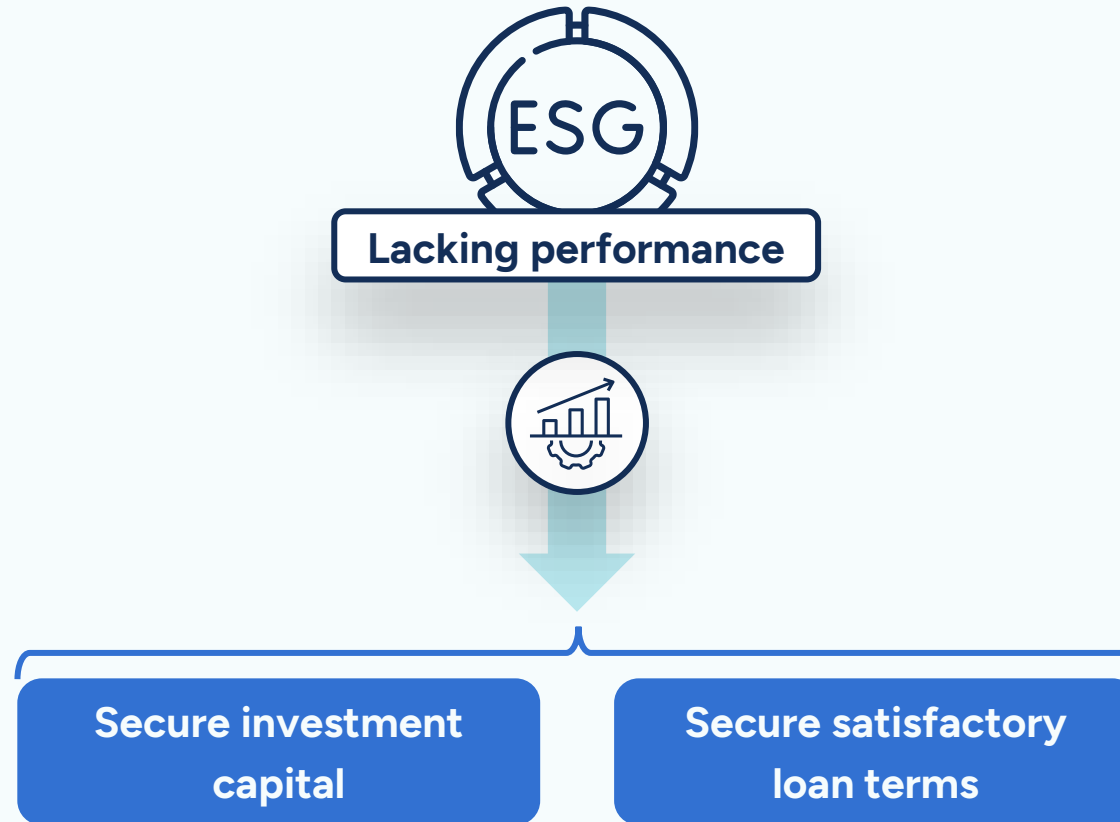 ESG
Lacking performance
Secure investment
capital
Secure satisfactory
loan terms